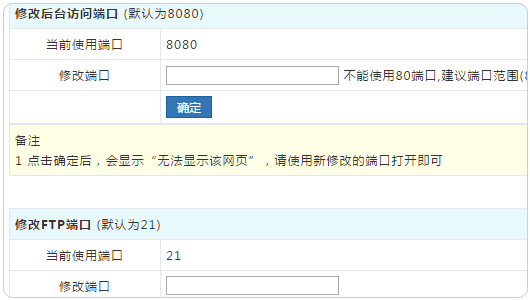 修改后台访问端口 (默认为8080)
当前使用端口 8080
修改端口 不能使用80端口,建议端口范围(8
确定
备注
1 点击确定后，会显示“无法显示该网页”，请使用新修改的端口打开即可
修改FTP端口 (默认为21)
当前使用端口 21
修改端口